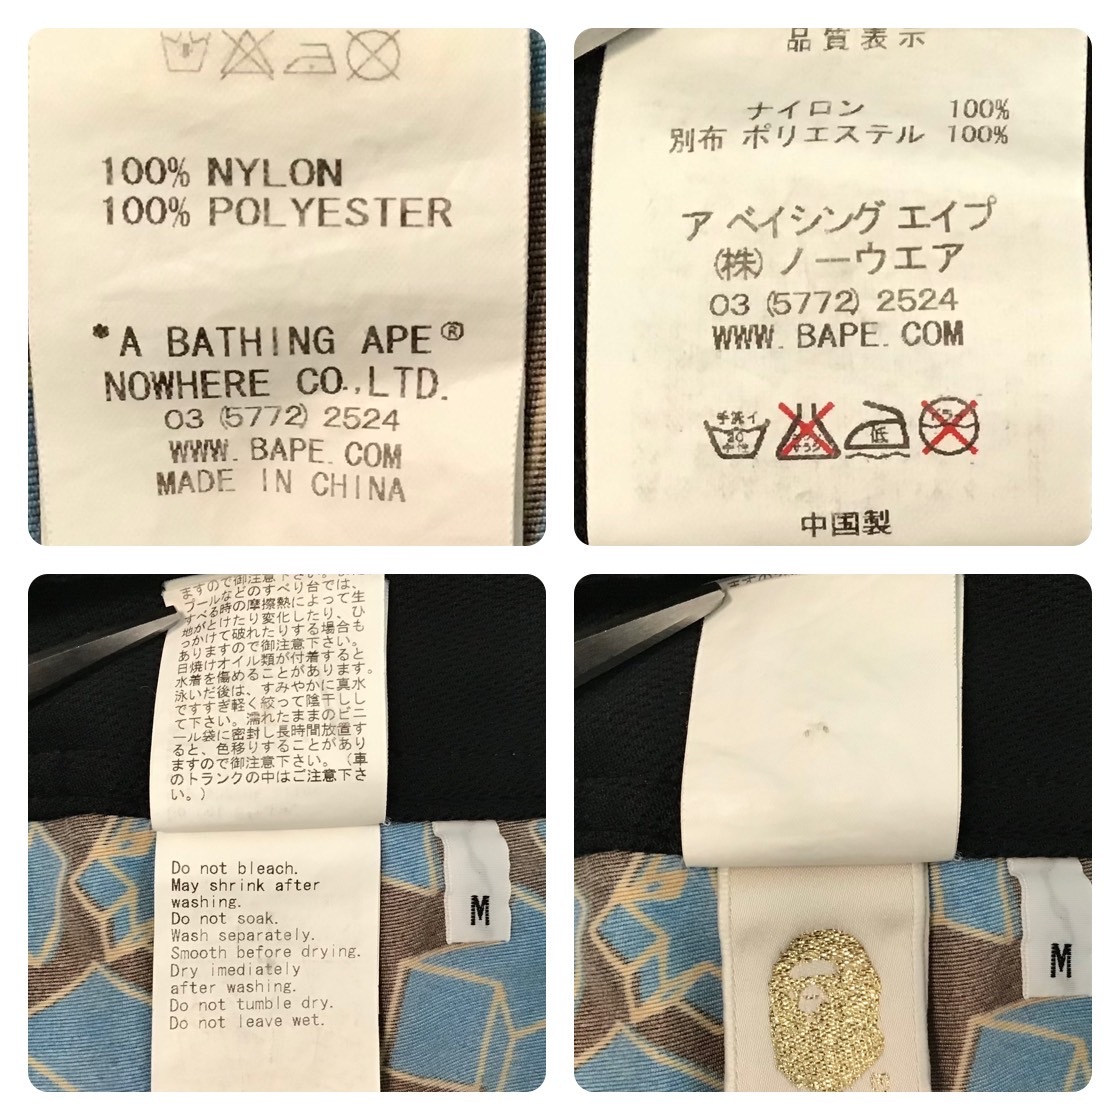 100% NYLON
100% POLYESTER
*A BATHING APE®
NOWHERE CO.,LTD.
03 (5772) 2524
WWW. BAPE. COM
MADE IN CHINA
品質表示
ナイロン 100%
別布 ポリエステル 100%
ア ベイシング エイプ
(株) ノーウエア
03 (5772) 2524
WWW. BAPE. COM
手洗イ
30
低
ドライ
中国製
ますので御注意下さい。
プールなどのすべり台では、
すべる時の摩擦熱によって生
地がとけたり変化したり、ひ
っかけて破れたりする場合も
ありますので御注意下さい。
日焼けオイル類が付着すると
水着を傷めることがあります。
泳いだ後は、すみやかに真水
ですすぎ軽く絞って陰干しし
て下さい。濡れたままのビニ
ール袋に密封し長時間放置す
ると、色移りすることがあり
ますので御注意下さい。（車
のトランクの中はご注意下さ
い。）
Do not bleach.
May shrink after
washing.
Do not soak.
Wash separately.
Smooth before drying.
Dry imediately
after washing.
Do not tumble dry.
Do not leave wet.
M
M